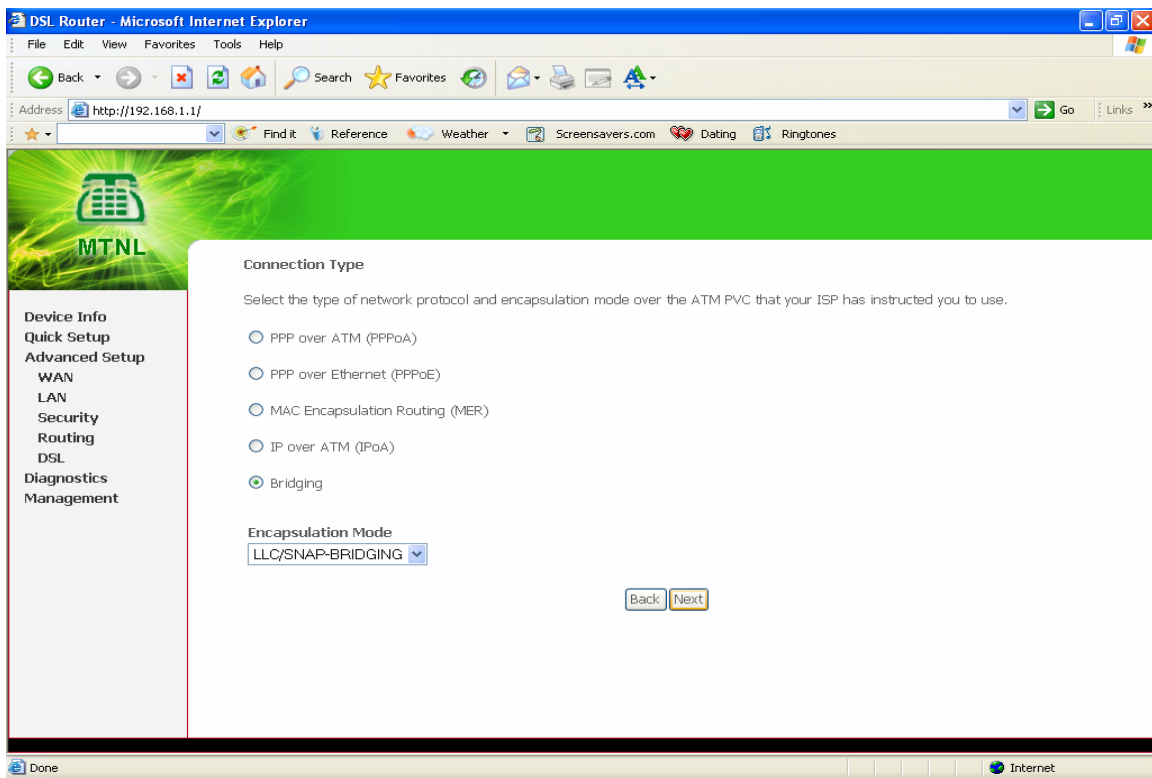 DSL Router - Microsoft Internet Explorer
File Edit View Favorites Tools Help
Back Search Favorites
Address http://192.168.1.1/ Go Links »
Find it Reference Weather Screensavers.com Dating Ringtones
MTNL
Device Info
Quick Setup
Advanced Setup
WAN
LAN
Security
Routing
DSL
Diagnostics
Management
Connection Type
Select the type of network protocol and encapsulation mode over the ATM PVC that your ISP has instructed you to use.
PPP over ATM (PPPoA)
PPP over Ethernet (PPPoE)
MAC Encapsulation Routing (MER)
IP over ATM (IPoA)
Bridging
Encapsulation Mode
LLC/SNAP-BRIDGING
Back Next
Done Internet